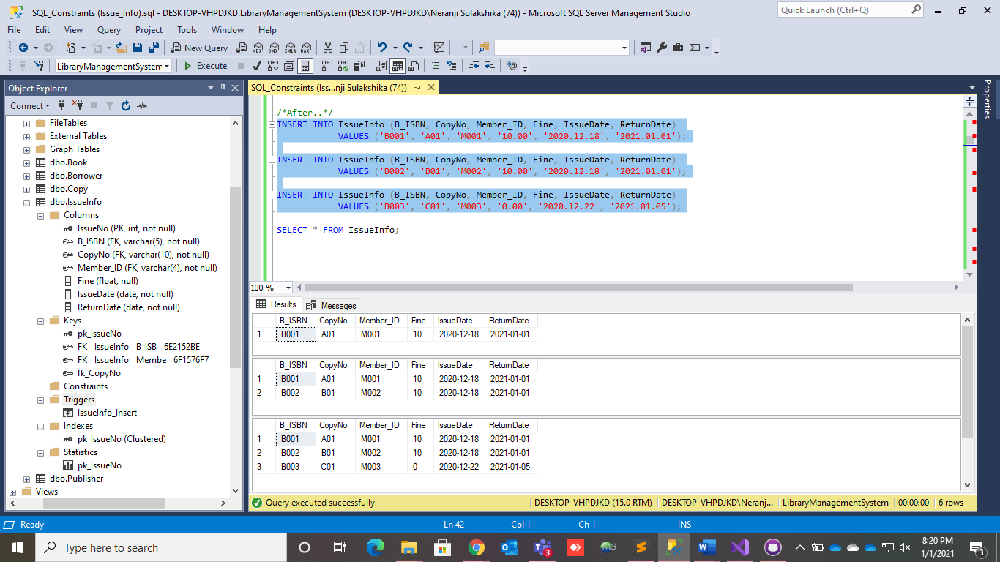 SQL_Constraints (Issue_Info).sql - DESKTOP-VHPDJKD.LibraryManagementSystem (DESKTOP-VHPDJKD\Neranji Sulakshika (74)) - Microsoft SQL Server Management Studio
Quick Launch (Ctrl+Q)
File Edit View Query Project Tools Window Help
New Query
MDX DMX XMLA DAX
LibraryManagementSystem
Execute
Object Explorer
Connect
FileTables
External Tables
Graph Tables
dbo.Book
dbo.Borrower
dbo.Copy
dbo.IssueInfo
Columns
IssueNo (PK, int, not null)
B_ISBN (FK, varchar(5), not null)
CopyNo (FK, varchar(10), not null)
Member_ID (FK, varchar(4), not null)
Fine (float, null)
IssueDate (date, not null)
ReturnDate (date, not null)
Keys
pk_IssueNo
FK__IssueInfo__B_ISB__6E2152BE
FK__IssueInfo__Membe__6F1576F7
fk_CopyNo
Constraints
Triggers
IssueInfo_Insert
Indexes
pk_IssueNo (Clustered)
Statistics
pk_IssueNo
dbo.Publisher
Views
SQL_Constraints (Iss...nji Sulakshika (74))
/*After..*/
INSERT INTO IssueInfo (B_ISBN, CopyNo, Member_ID, Fine, IssueDate, ReturnDate)
VALUES ('B001', 'A01', 'M001', '10.00', '2020.12.18', '2021.01.01');
INSERT INTO IssueInfo (B_ISBN, CopyNo, Member_ID, Fine, IssueDate, ReturnDate)
VALUES ('B002', 'B01', 'M002', '10.00', '2020.12.18', '2021.01.01');
INSERT INTO IssueInfo (B_ISBN, CopyNo, Member_ID, Fine, IssueDate, ReturnDate)
VALUES ('B003', 'C01', 'M003', '0.00', '2020.12.22', '2021.01.05');
SELECT * FROM IssueInfo;
100 %
Results Messages
B_ISBN CopyNo Member_ID Fine IssueDate ReturnDate
1 B001 A01 M001 10 2020-12-18 2021-01-01
B_ISBN CopyNo Member_ID Fine IssueDate ReturnDate
1 B001 A01 M001 10 2020-12-18 2021-01-01
2 B002 B01 M002 10 2020-12-18 2021-01-01
B_ISBN CopyNo Member_ID Fine IssueDate ReturnDate
1 B001 A01 M001 10 2020-12-18 2021-01-01
2 B002 B01 M002 10 2020-12-18 2021-01-01
3 B003 C01 M003 0 2020-12-22 2021-01-05
Query executed successfully.
DESKTOP-VHPDJKD (15.0 RTM) DESKTOP-VHPDJKD\Neranj... LibraryManagementSystem 00:00:00 6 rows
Properties
Ready Ln 42 Col 1 Ch 1 INS
Type here to search
3
8:20 PM
1/1/2021
3